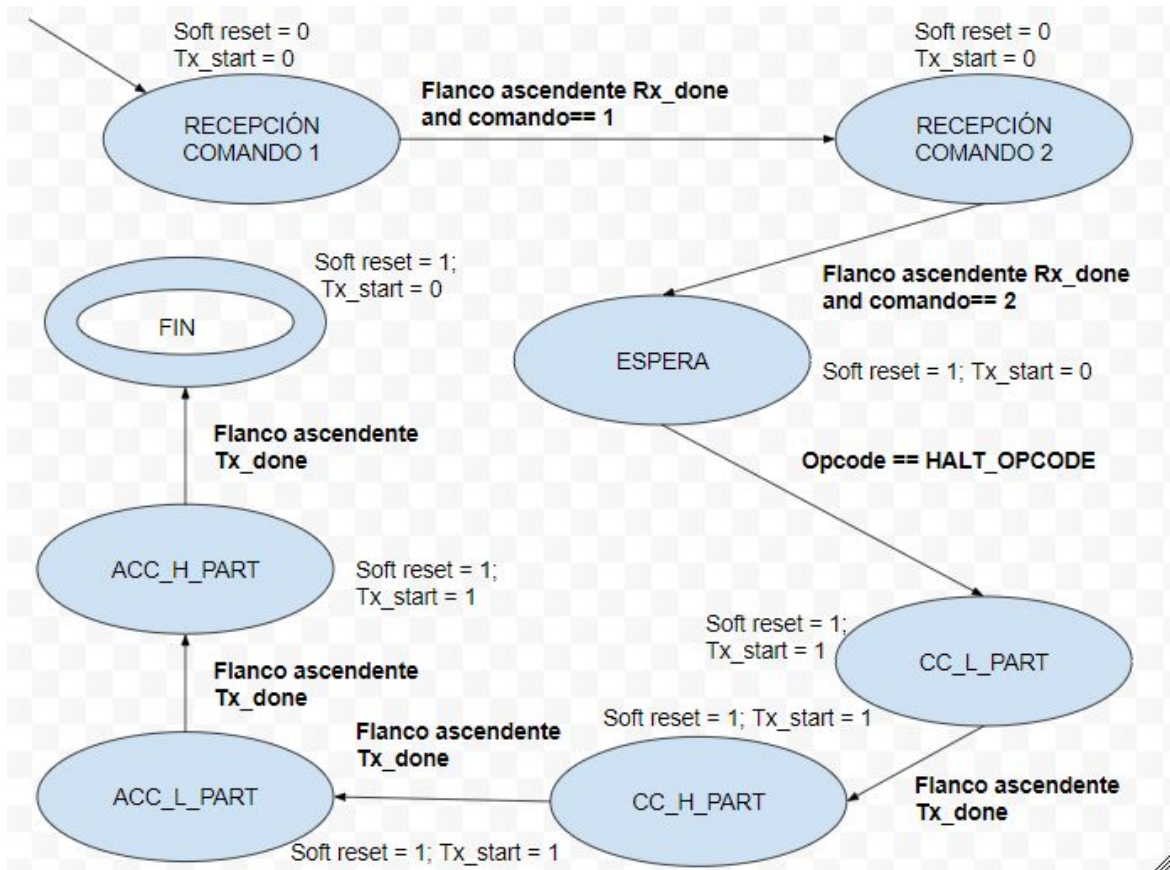 Soft reset = 0
Tx_start = 0
RECEPCIÓN
COMANDO 1
Flanco ascendente Rx_done
and comando== 1
Soft reset = 0
Tx_start = 0
RECEPCIÓN
COMANDO 2
Flanco ascendente Rx_done
and comando== 2
ESPERA
Soft reset = 1; Tx_start = 0
Opcode == HALT_OPCODE
Soft reset = 1;
Tx_start = 1
CC_L_PART
Flanco ascendente
Tx_done
Soft reset = 1; Tx_start = 1
CC_H_PART
Flanco ascendente
Tx_done
ACC_L_PART
Soft reset = 1; Tx_start = 1
Flanco ascendente
Tx_done
ACC_H_PART
Soft reset = 1;
Tx_start = 1
Flanco ascendente
Tx_done
FIN
Soft reset = 1;
Tx_start = 0